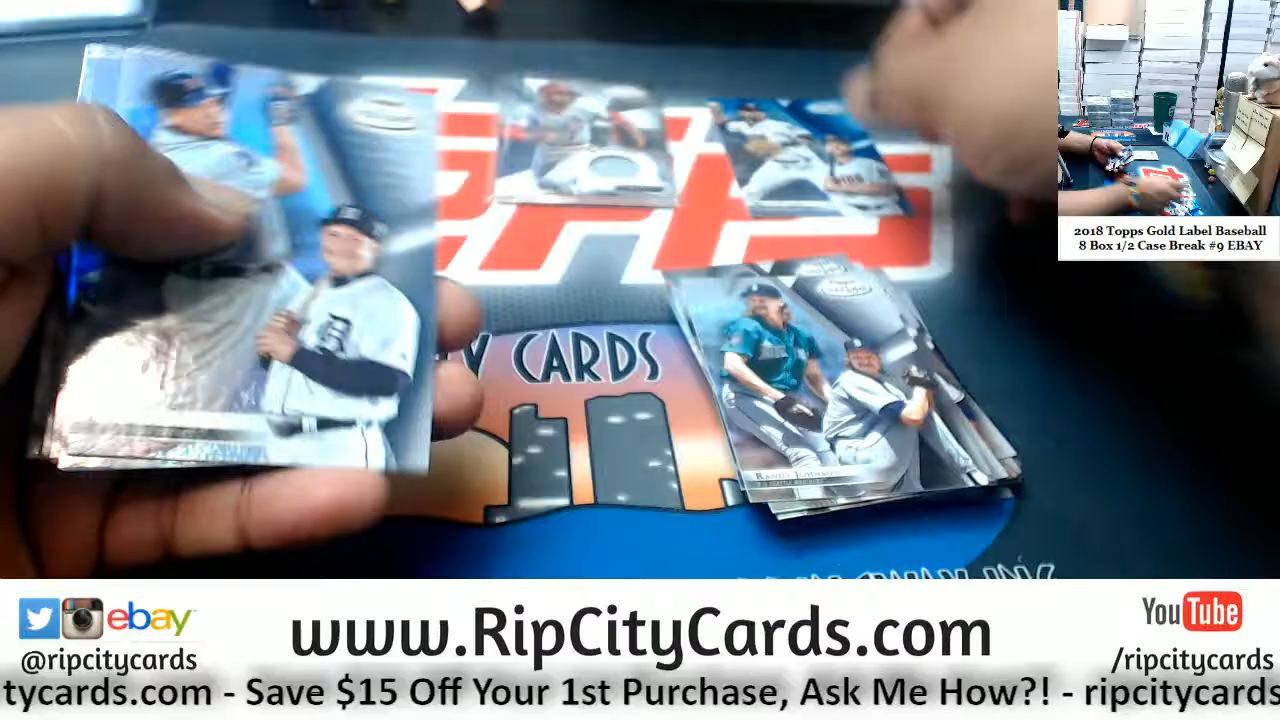 2018 Topps Gold Label Baseball
8 Box 1/2 Case Break #9 EBAY
Y CARDS
RANDY JOHNSON
ebay
@ripcitycards
www.RipCityCards.com
YouTube
/ripcitycards
tycards.com - Save $15 Off Your 1st Purchase, Ask Me How?! - ripcitycards